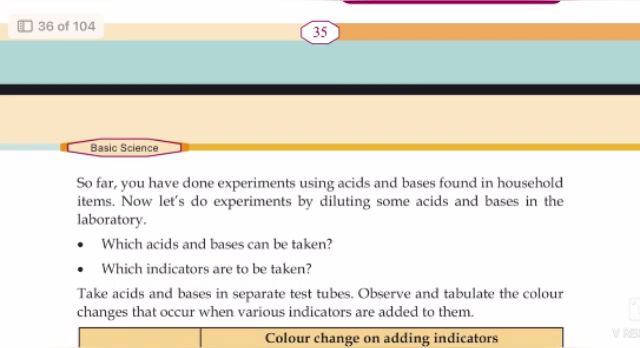 36 of 104
35
Basic Science
So far, you have done experiments using acids and bases found in household
items. Now let's do experiments by diluting some acids and bases in the
laboratory.
• Which acids and bases can be taken?
• Which indicators are to be taken?
Take acids and bases in separate test tubes. Observe and tabulate the colour
changes that occur when various indicators are added to them.
Colour change on adding indicators